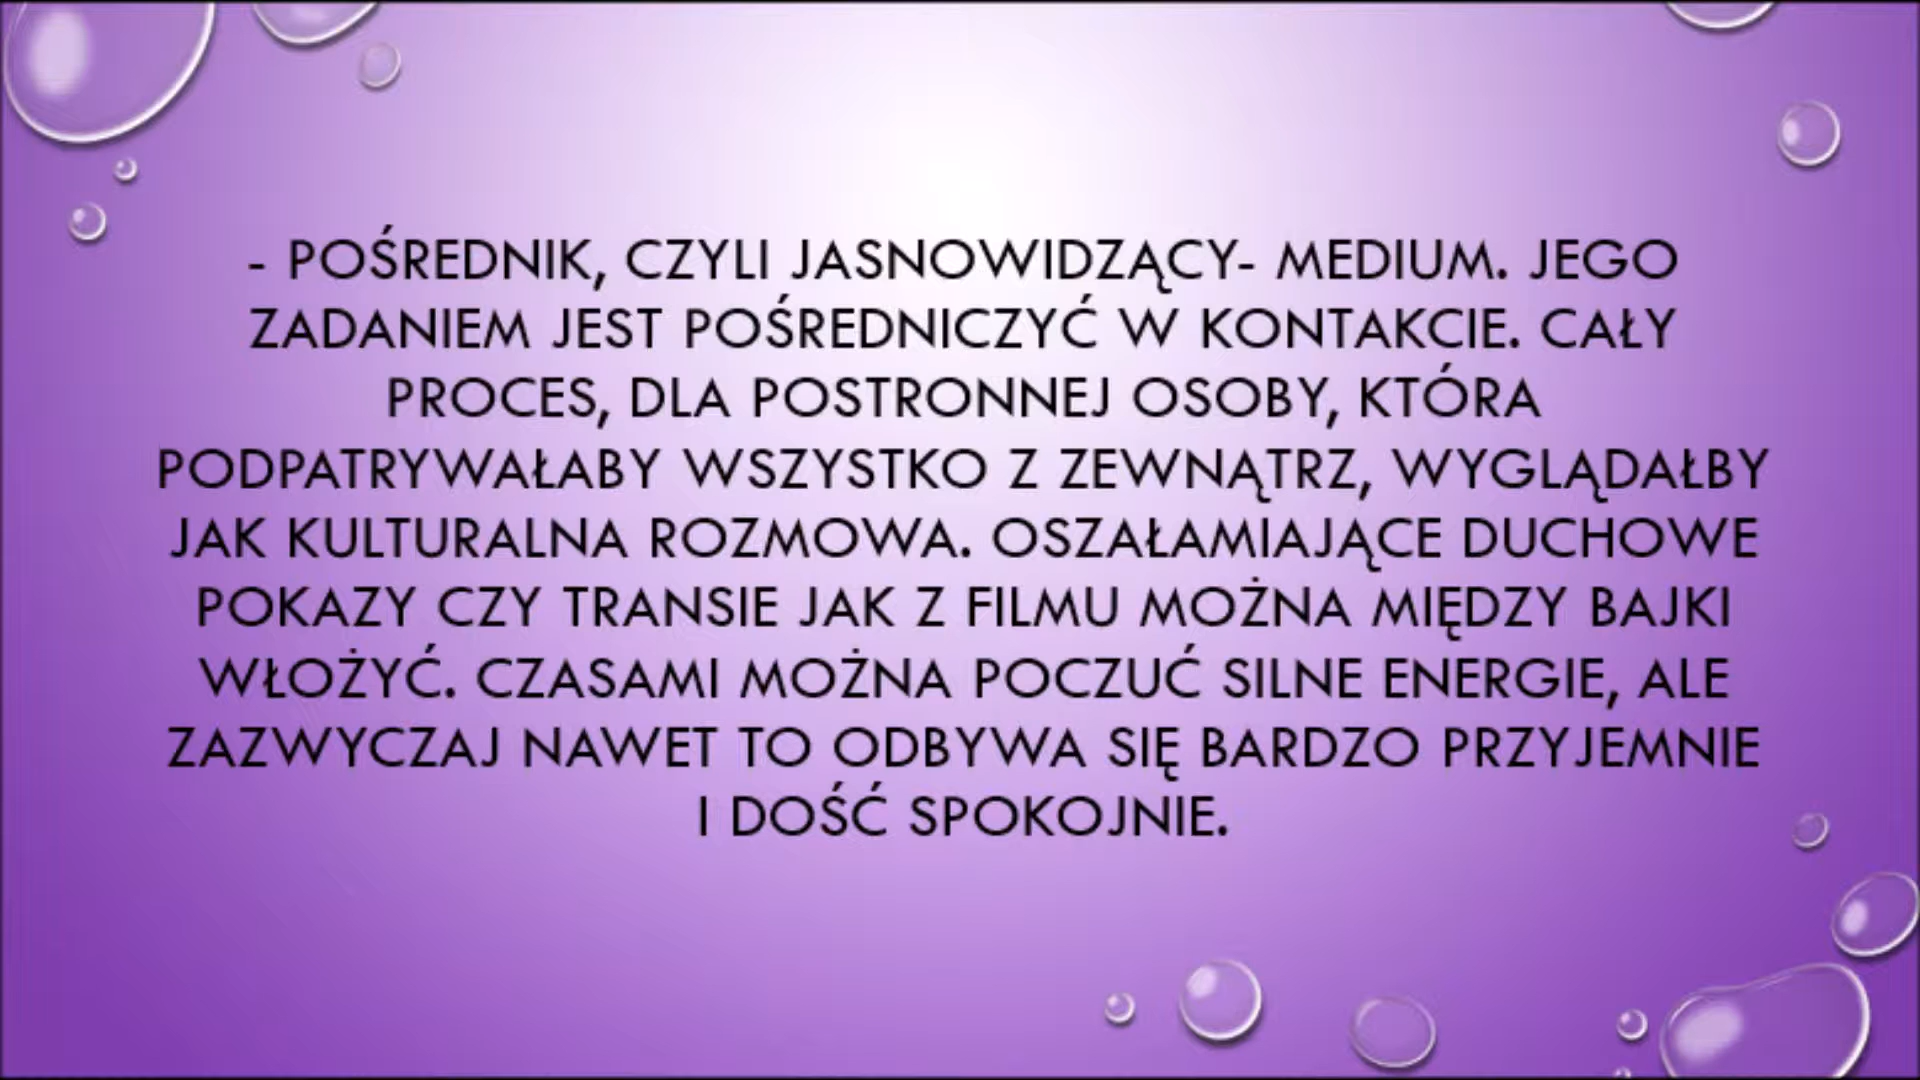 - POŚREDNIK, CZYLI JASNOWIDZĄCY- MEDIUM. JEGO
ZADANIEM JEST POŚREDNICZYĆ W KONTAKCIE. CAŁY
PROCES, DLA POSTRONNEJ OSOBY, KTÓRA
PODPATRYWAŁABY WSZYSTKO Z ZEWNĄTRZ, WYGLĄDAŁBY
JAK KULTURALNA ROZMOWA. OSZAŁAMIAJĄCE DUCHOWE
POKAZY CZY TRANSIE JAK Z FILMU MOŻNA MIĘDZY BAJKI
WŁOŻYĆ. CZASAMI MOŻNA POCZUĆ SILNE ENERGIE, ALE
ZAZWYCZAJ NAWET TO ODBYWA SIĘ BARDZO PRZYJEMNIE
I DOŚĆ SPOKOJNIE.